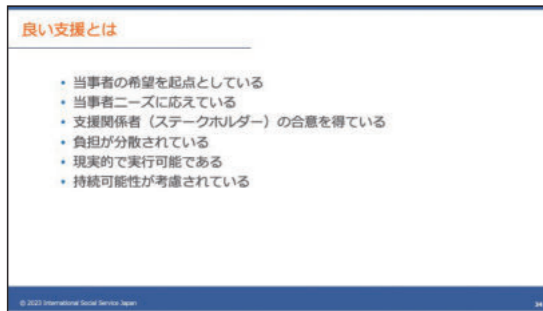 良い支援とは
• 当事者の希望を起点としている
• 当事者ニーズに応えている
• 支援関係者（ステークホルダー）の合意を得ている
• 負担が分散されている
• 現実的で実行可能である
• 持続可能性が考慮されている
© 2023 International Social Service Japan
34